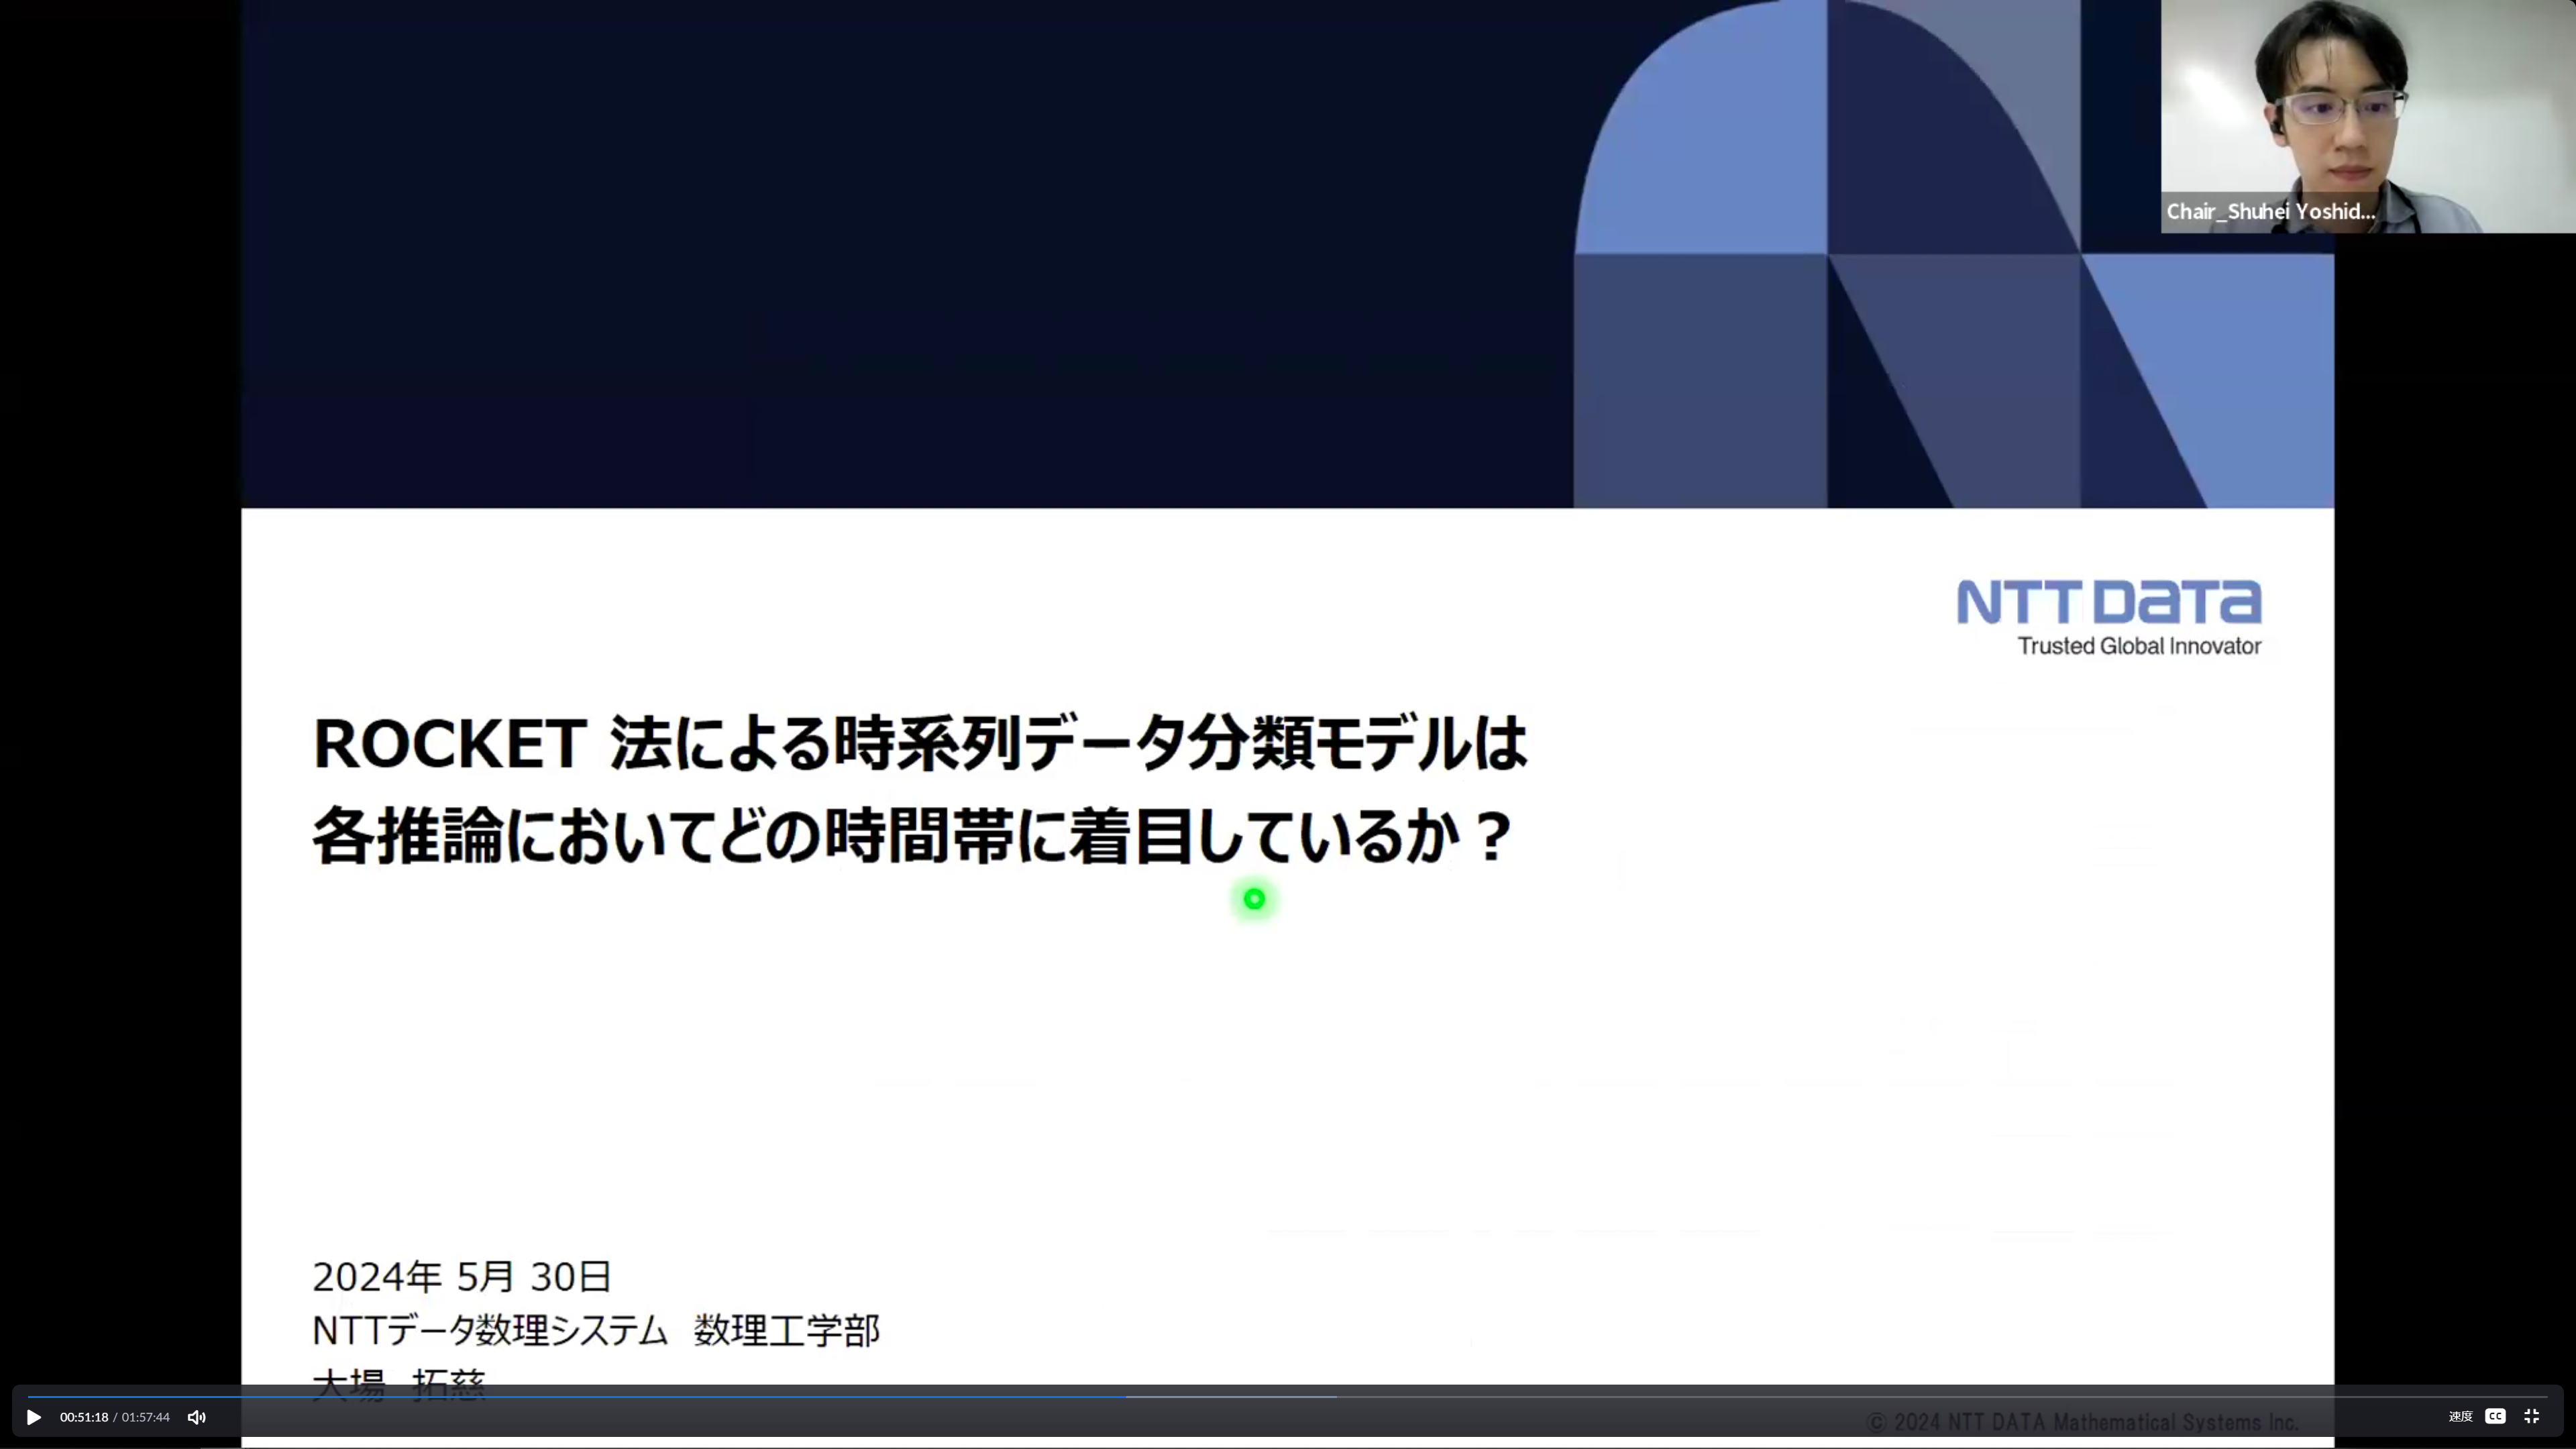 Chair_Shuhei Yoshid...
NTT DATA
Trusted Global Innovator
ROCKET 法による時系列データ分類モデルは
各推論においてどの時間帯に着目しているか？
2024年 5月 30日
NTTデータ数理システム 数理工学部
大場 拓慈
00:51:18 / 01:57:44
速度
CC
© 2024 NTT DATA Mathematical Systems Inc.